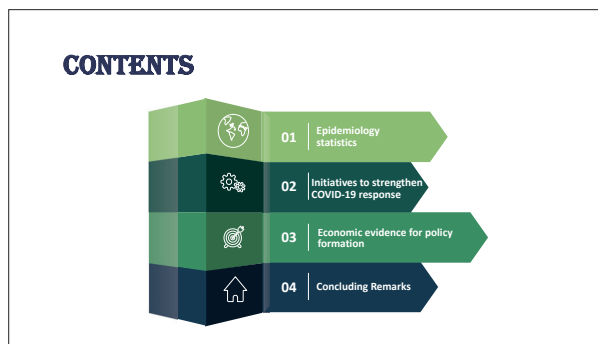 CONTENTS
01
Epidemiology
statistics
02
Initiatives to strengthen
COVID-19 response
03
Economic evidence for policy
formation
04
Concluding Remarks